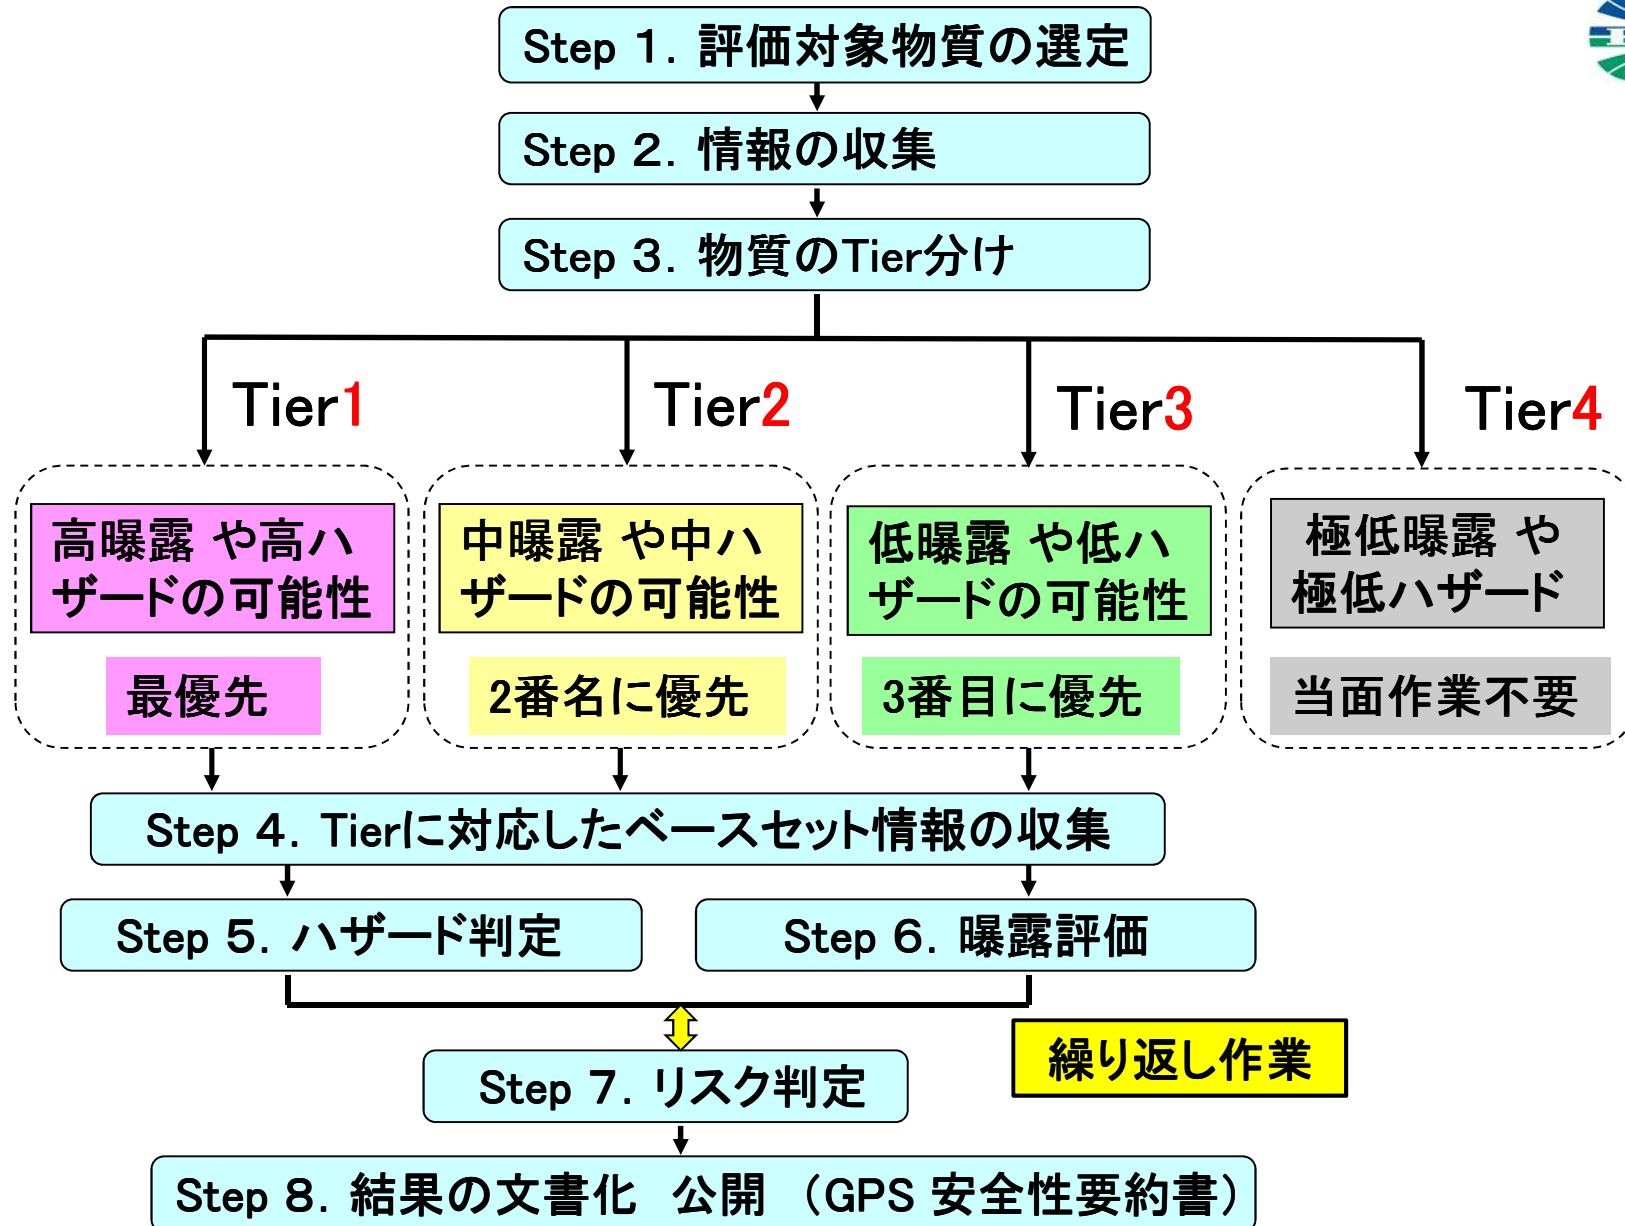 Step 1. 評価対象物質の選定
Step 2. 情報の収集
Step 3. 物質のTier分け
Tier1
Tier2
Tier3
Tier4
高曝露 や高ハ
ザードの可能性
最優先
中曝露 や中ハ
ザードの可能性
2番名に優先
低曝露 や低ハ
ザードの可能性
3番目に優先
極低曝露 や
極低ハザード
当面作業不要
Step 4. Tierに対応したベースセット情報の収集
Step 5. ハザード判定
Step 6. 曝露評価
繰り返し作業
Step 7. リスク判定
Step 8. 結果の文書化　公開　（GPS 安全性要約書）